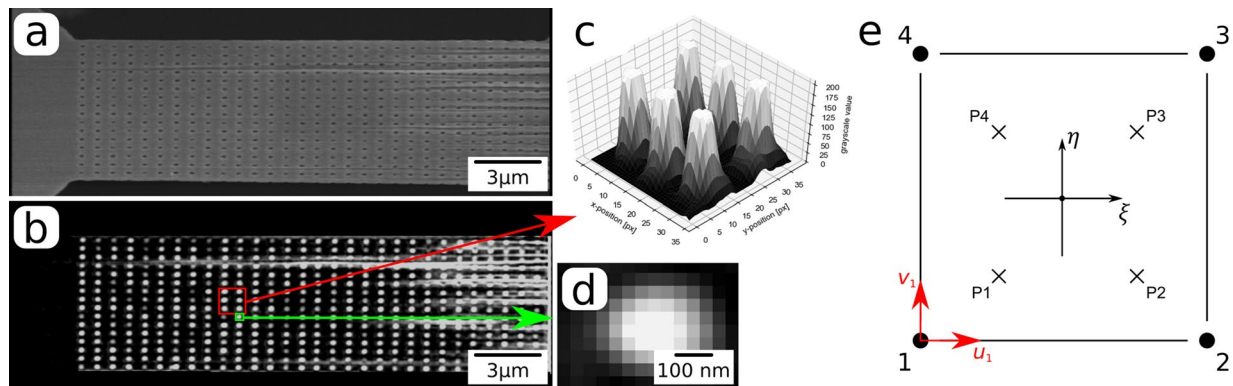 a
3μm
b
3μm
c
200
175
150
125
100
75
50
25
0
grayscale value
0
5
10
15
20
25
30
35
x-position [px]
0
5
10
15
20
25
30
35
y-position [px]
d
100 nm
e
4
3
P4
P3
η
ξ
v₁
P1
P2
1
u₁
2